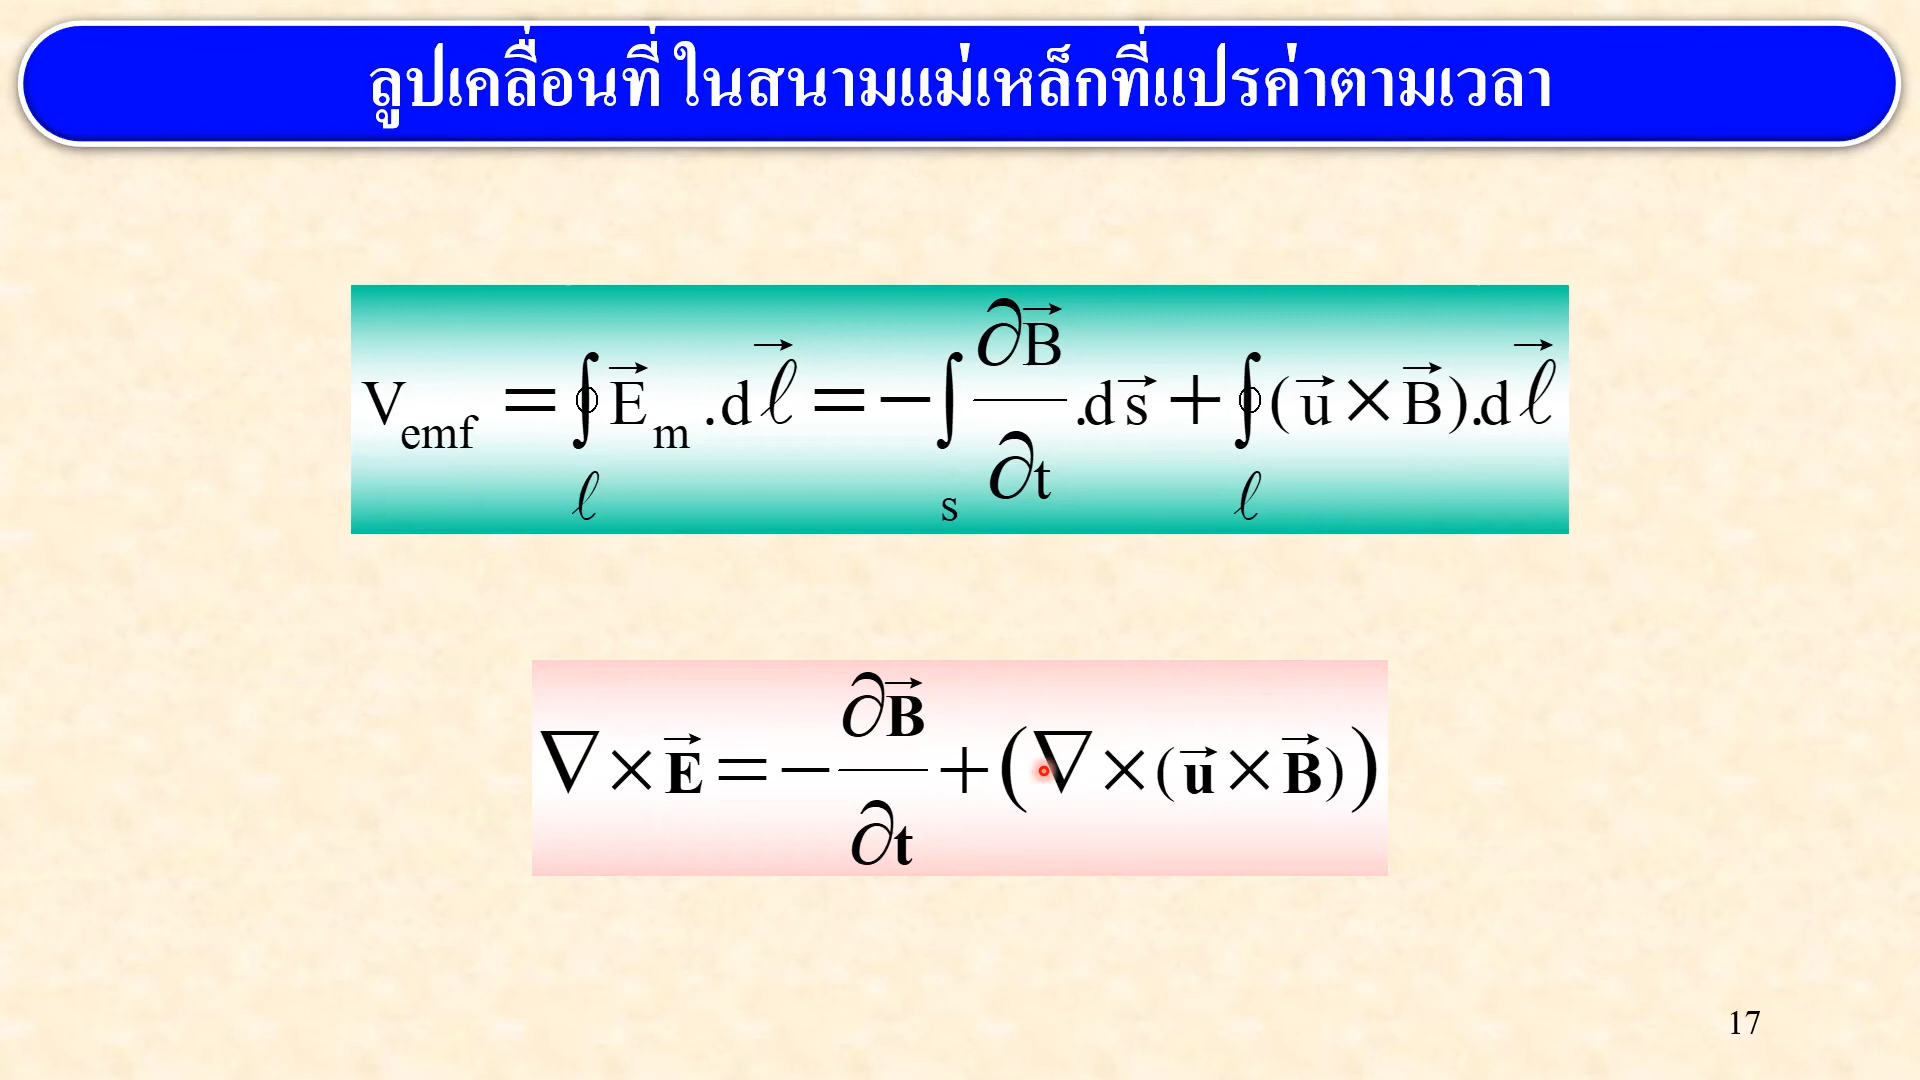 ลูปเคลื่อนที่ ในสนามแม่เหล็กที่แปรค่าตามเวลา
V_emf = ∮_ℓ E⃗_m . dℓ⃗ = −∫_s ∂B⃗/∂t .ds⃗ + ∮_ℓ (u⃗ × B⃗).dℓ⃗
∇ × E⃗ = − ∂B⃗/∂t + (∇ × (u⃗ × B⃗))
17